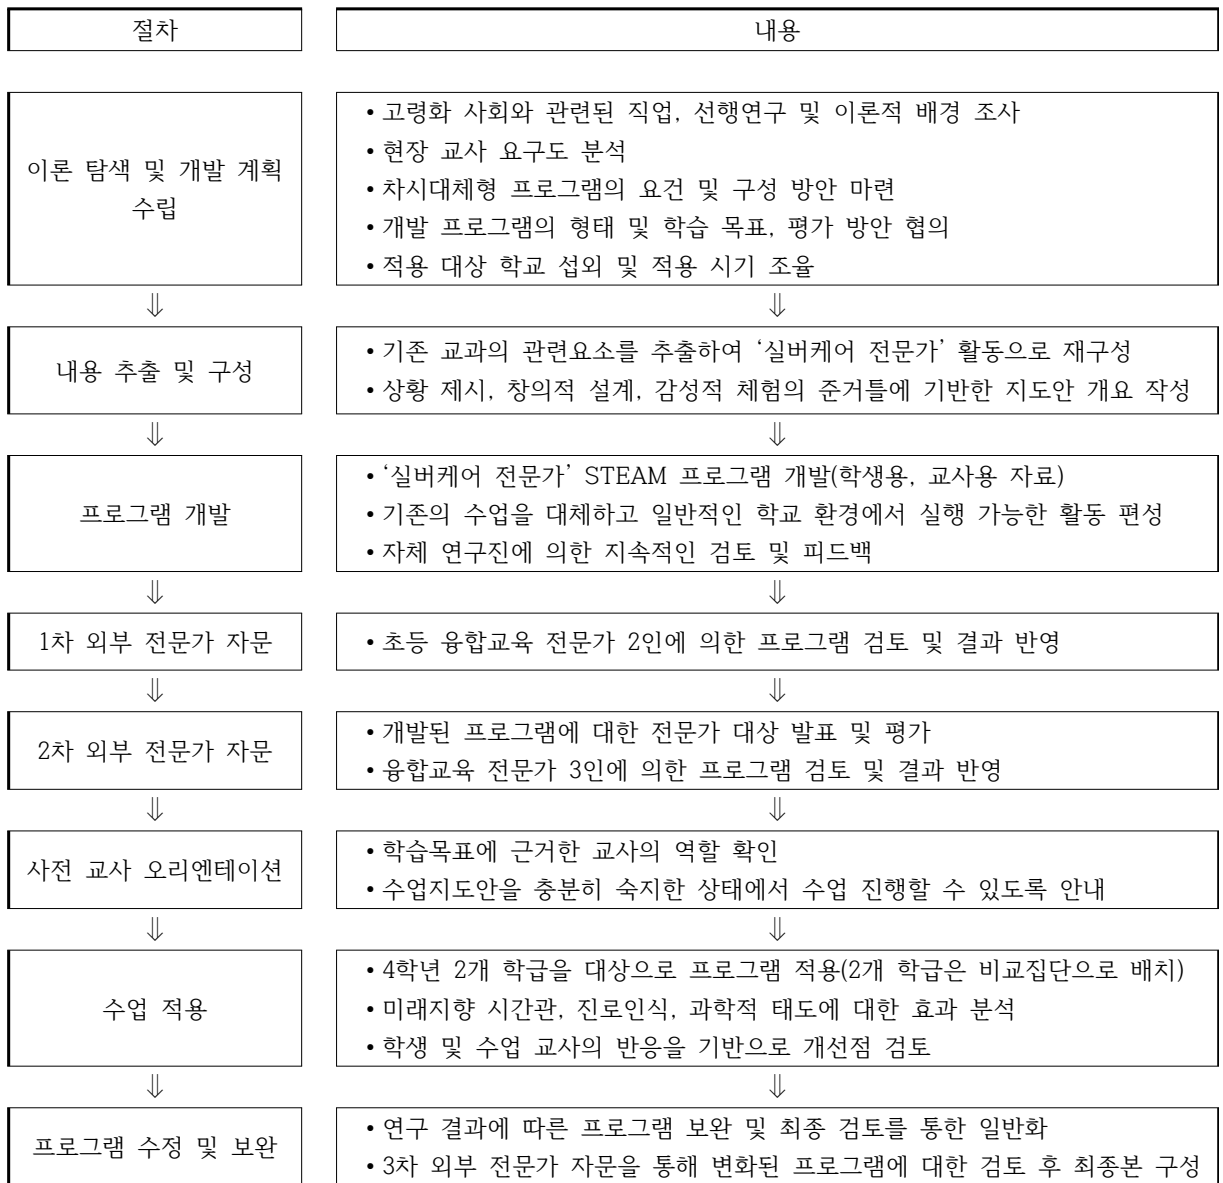 절차
내용
이론 탐색 및 개발 계획
수립
• 고령화 사회와 관련된 직업, 선행연구 및 이론적 배경 조사
• 현장 교사 요구도 분석
• 차시대체형 프로그램의 요건 및 구성 방안 마련
• 개발 프로그램의 형태 및 학습 목표, 평가 방안 협의
• 적용 대상 학교 섭외 및 적용 시기 조율
⇓ ⇓
내용 추출 및 구성
• 기존 교과의 관련요소를 추출하여 ‘실버케어 전문가’ 활동으로 재구성
• 상황 제시, 창의적 설계, 감성적 체험의 준거틀에 기반한 지도안 개요 작성
⇓ ⇓
프로그램 개발
• ‘실버케어 전문가’ STEAM 프로그램 개발(학생용, 교사용 자료)
• 기존의 수업을 대체하고 일반적인 학교 환경에서 실행 가능한 활동 편성
• 자체 연구진에 의한 지속적인 검토 및 피드백
⇓ ⇓
1차 외부 전문가 자문
• 초등 융합교육 전문가 2인에 의한 프로그램 검토 및 결과 반영
⇓ ⇓
2차 외부 전문가 자문
• 개발된 프로그램에 대한 전문가 대상 발표 및 평가
• 융합교육 전문가 3인에 의한 프로그램 검토 및 결과 반영
⇓ ⇓
사전 교사 오리엔테이션
• 학습목표에 근거한 교사의 역할 확인
• 수업지도안을 충분히 숙지한 상태에서 수업 진행할 수 있도록 안내
⇓ ⇓
수업 적용
• 4학년 2개 학급을 대상으로 프로그램 적용(2개 학급은 비교집단으로 배치)
• 미래지향 시간관, 진로인식, 과학적 태도에 대한 효과 분석
• 학생 및 수업 교사의 반응을 기반으로 개선점 검토
⇓ ⇓
프로그램 수정 및 보완
• 연구 결과에 따른 프로그램 보완 및 최종 검토를 통한 일반화
• 3차 외부 전문가 자문을 통해 변화된 프로그램에 대한 검토 후 최종본 구성